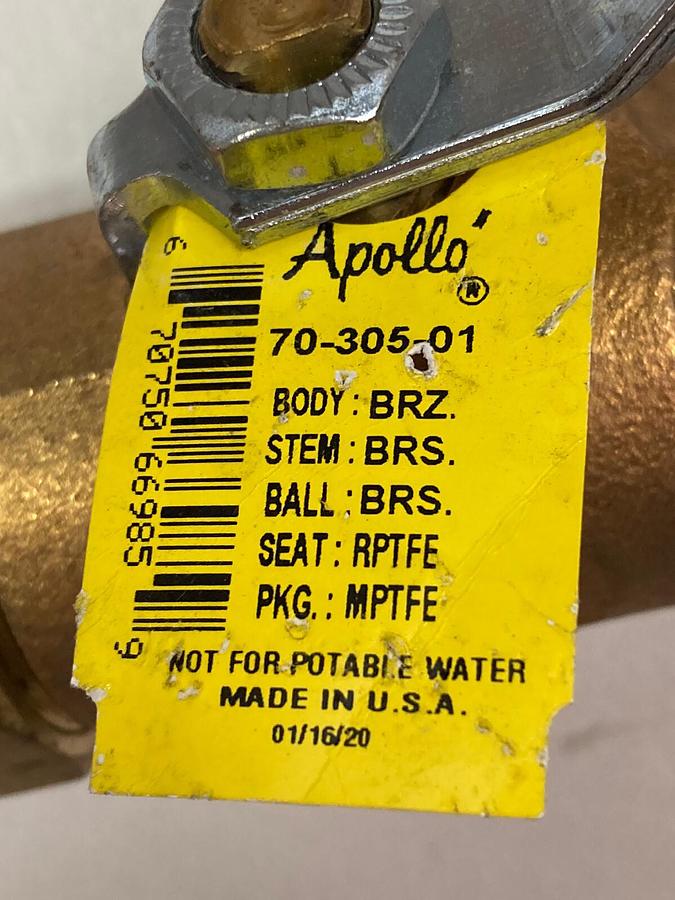 Apollo®
70-305-01
BODY: BRZ.
STEM: BRS.
BALL: BRS.
SEAT: RPTFE
PKG.: MPTFE
NOT FOR POTABLE WATER
MADE IN U.S.A.
01/16/20
6 70750 66985 6